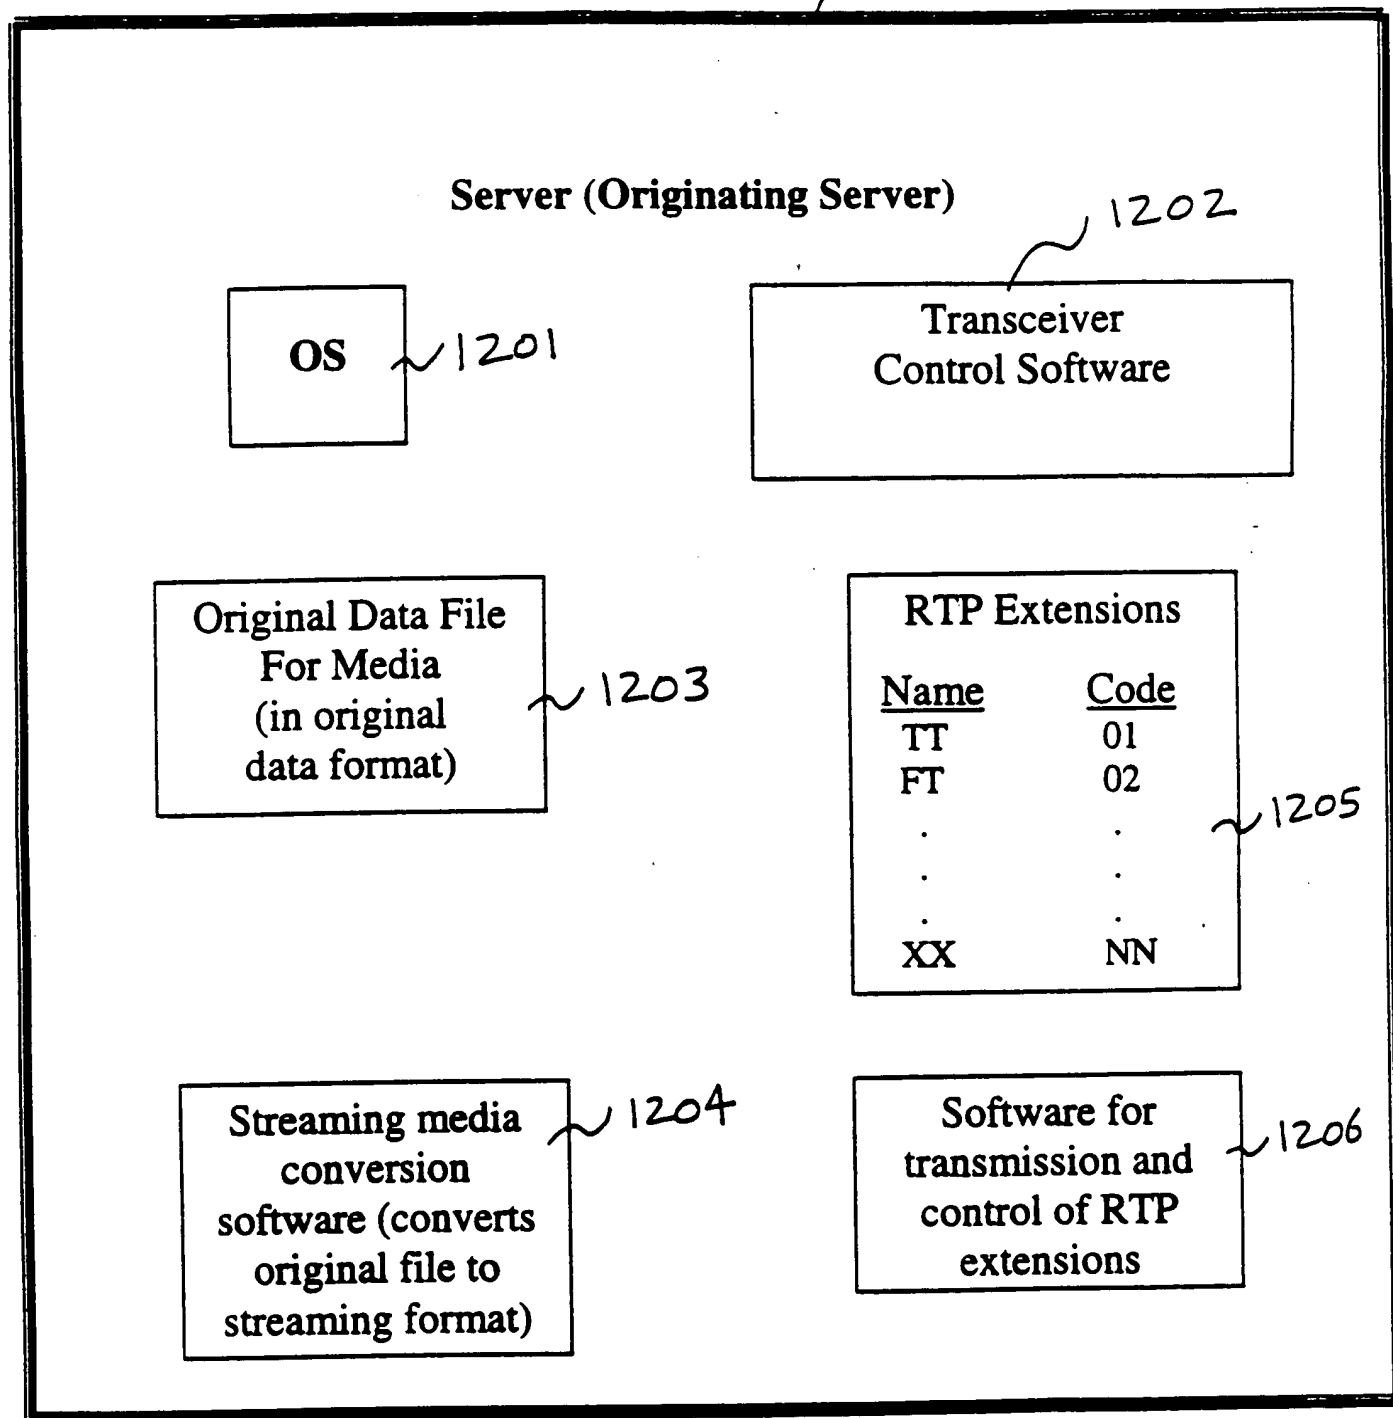 Server (Originating Server)
1202
OS
1201
Transceiver
Control Software
Original Data File
For Media
(in original
data format)
1203
RTP Extensions
Name Code
TT 01
FT 02
. .
. .
. .
XX NN
1205
Streaming media
conversion
software (converts
original file to
streaming format)
1204
Software for
transmission and
control of RTP
extensions
1206